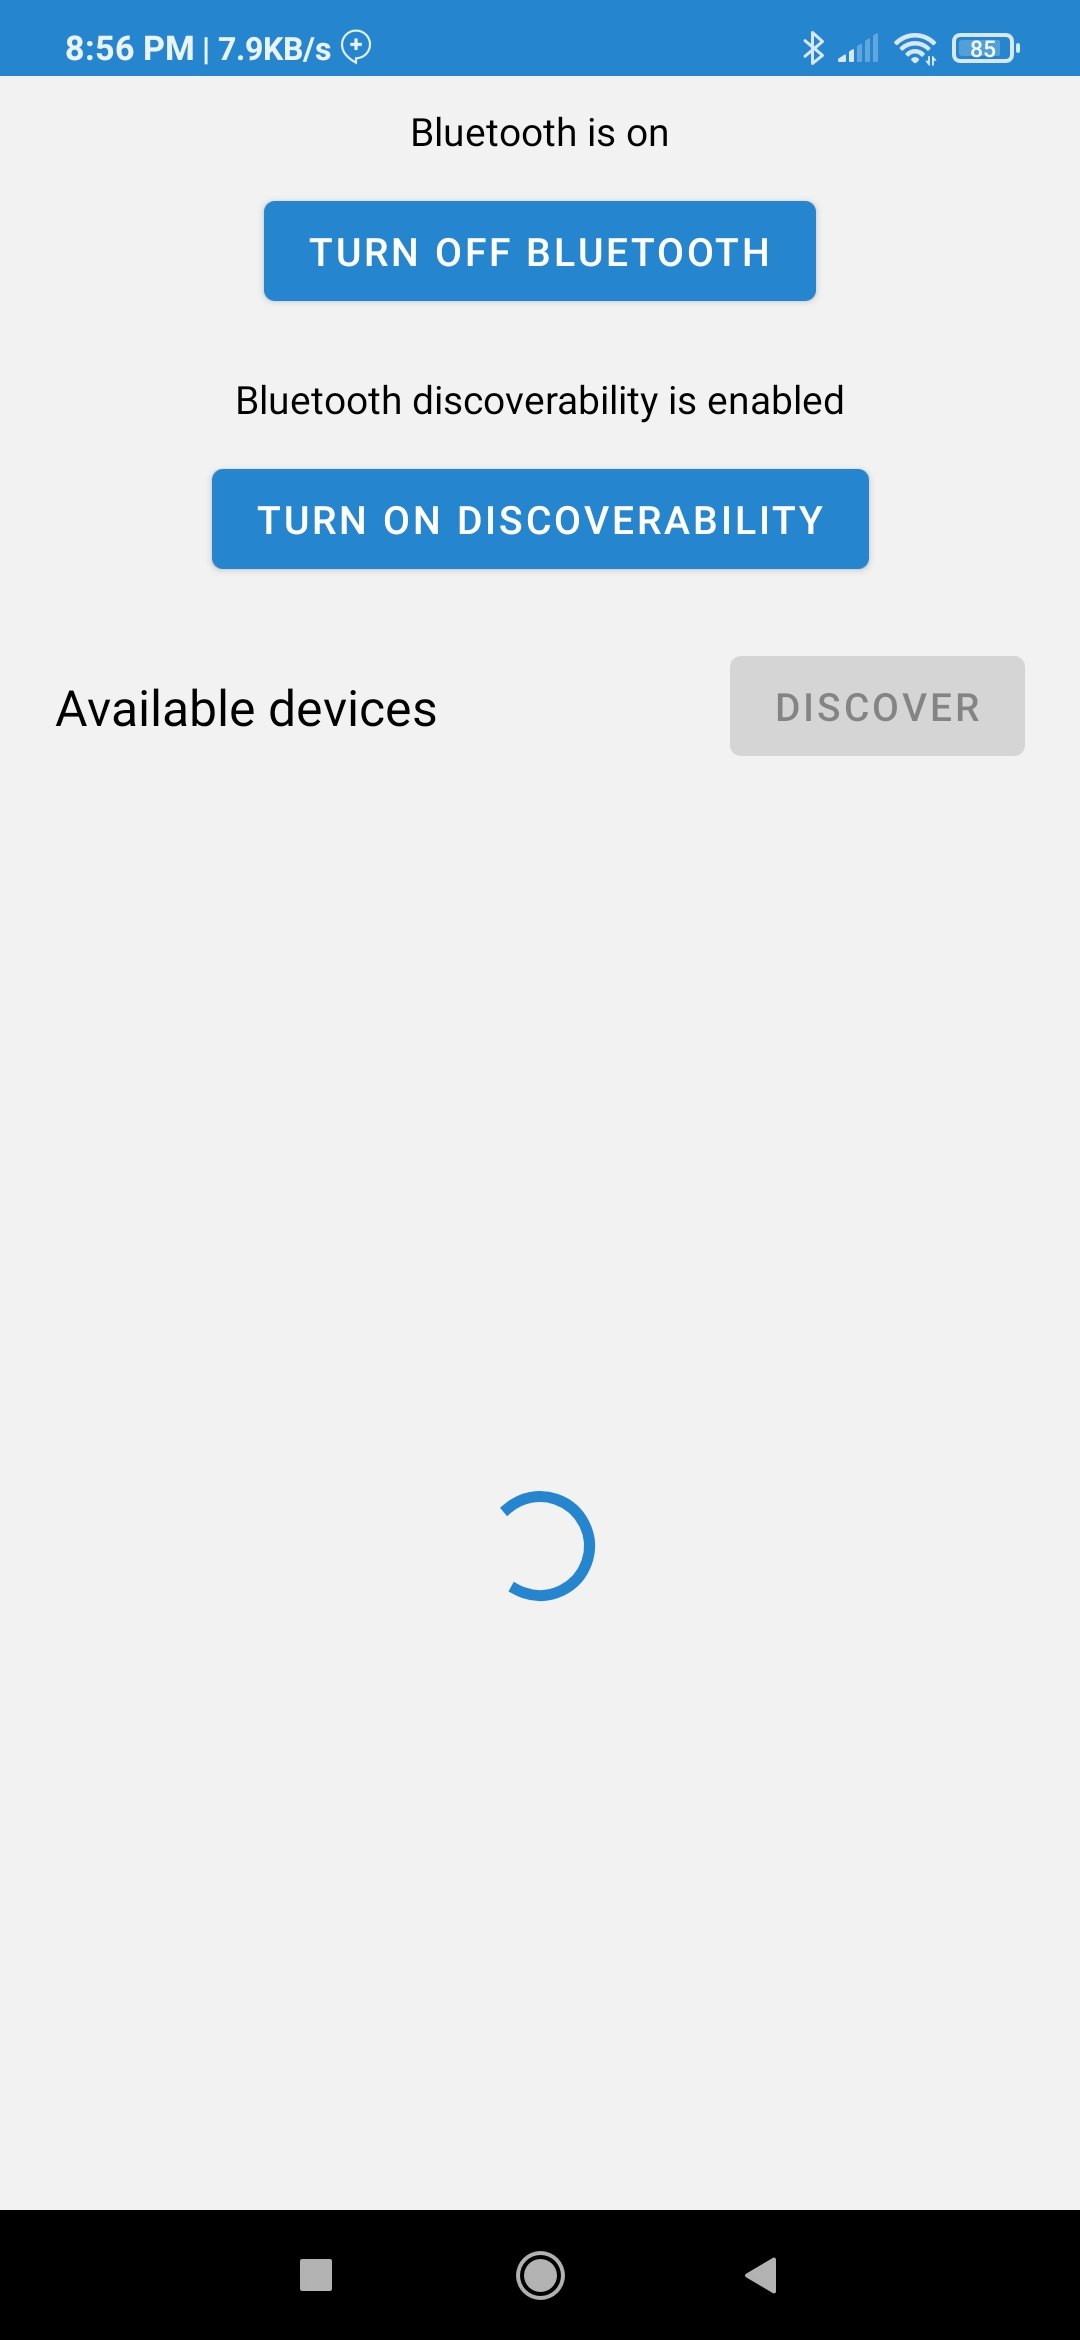 8:56 PM | 7.9KB/s 85
Bluetooth is on
TURN OFF BLUETOOTH
Bluetooth discoverability is enabled
TURN ON DISCOVERABILITY
Available devices DISCOVER